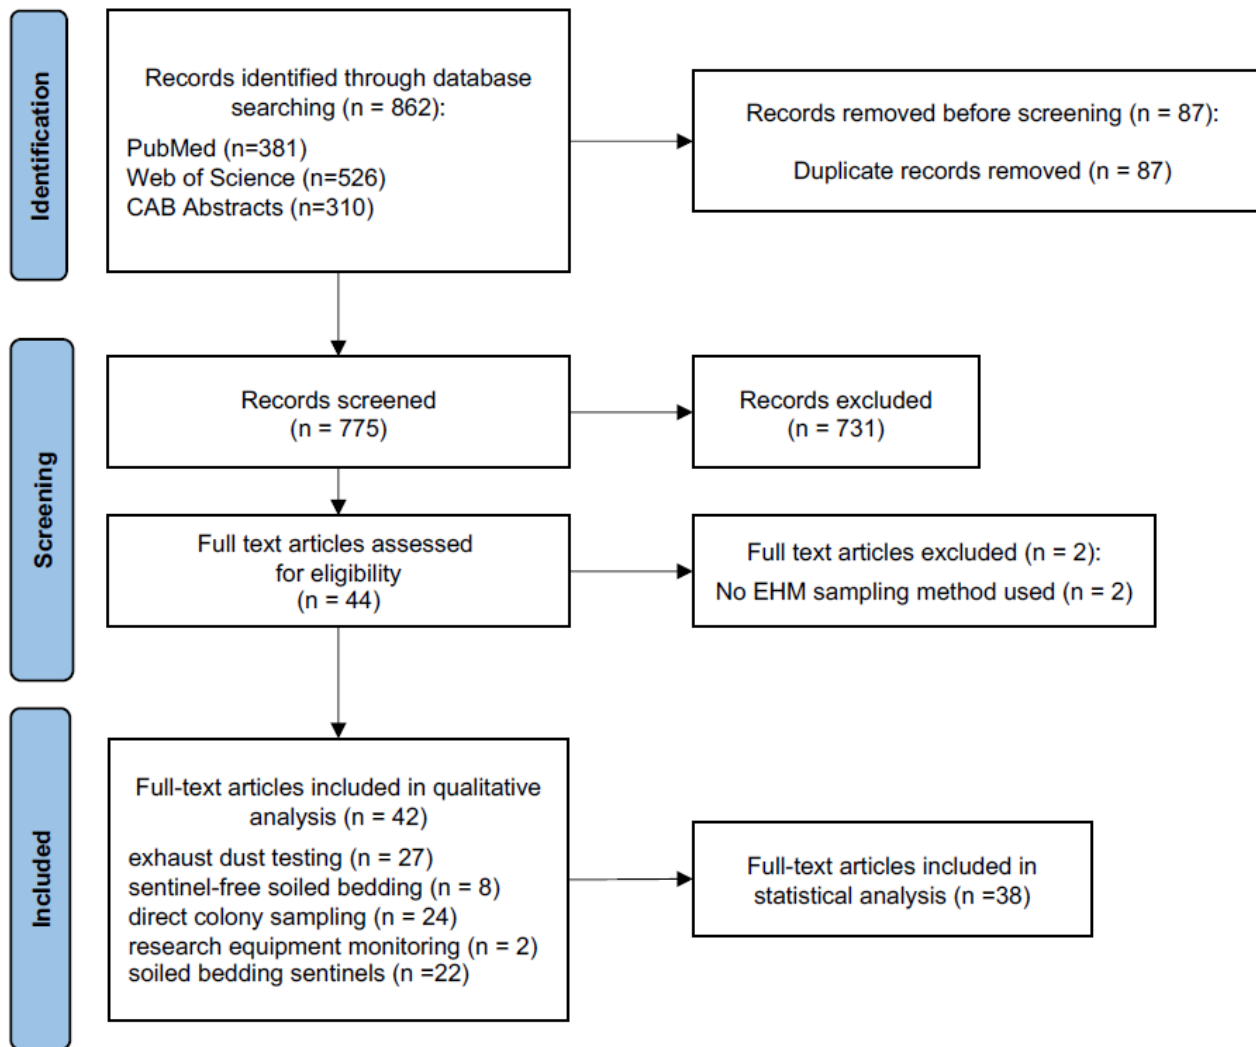 Identification
Records identified through database
searching (n = 862):
PubMed (n=381)
Web of Science (n=526)
CAB Abstracts (n=310)
Records removed before screening (n = 87):
Duplicate records removed (n = 87)
Screening
Records screened
(n = 775)
Records excluded
(n = 731)
Full text articles assessed
for eligibility
(n = 44)
Full text articles excluded (n = 2):
No EHM sampling method used (n = 2)
Included
Full-text articles included in qualitative
analysis (n = 42)
exhaust dust testing (n = 27)
sentinel-free soiled bedding (n = 8)
direct colony sampling (n = 24)
research equipment monitoring (n = 2)
soiled bedding sentinels (n =22)
Full-text articles included in
statistical analysis (n =38)